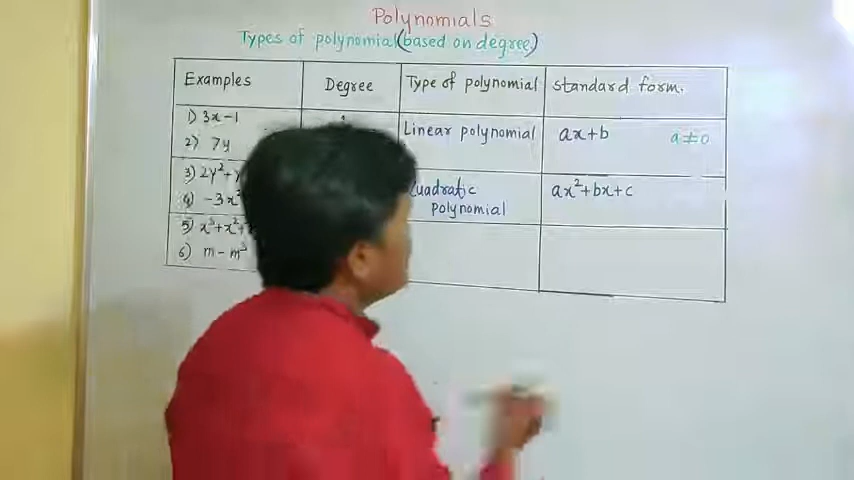 Polynomials
Types of polynomial (based on degree)
Examples Degree Type of polynomial standard form.
1) 3x-1 1 Linear polynomial ax+b a≠0
2) 7y
3) 2y²+y Quadratic ax²+bx+c
4) -3x² polynomial
5) x³+x²+
6) m-m³